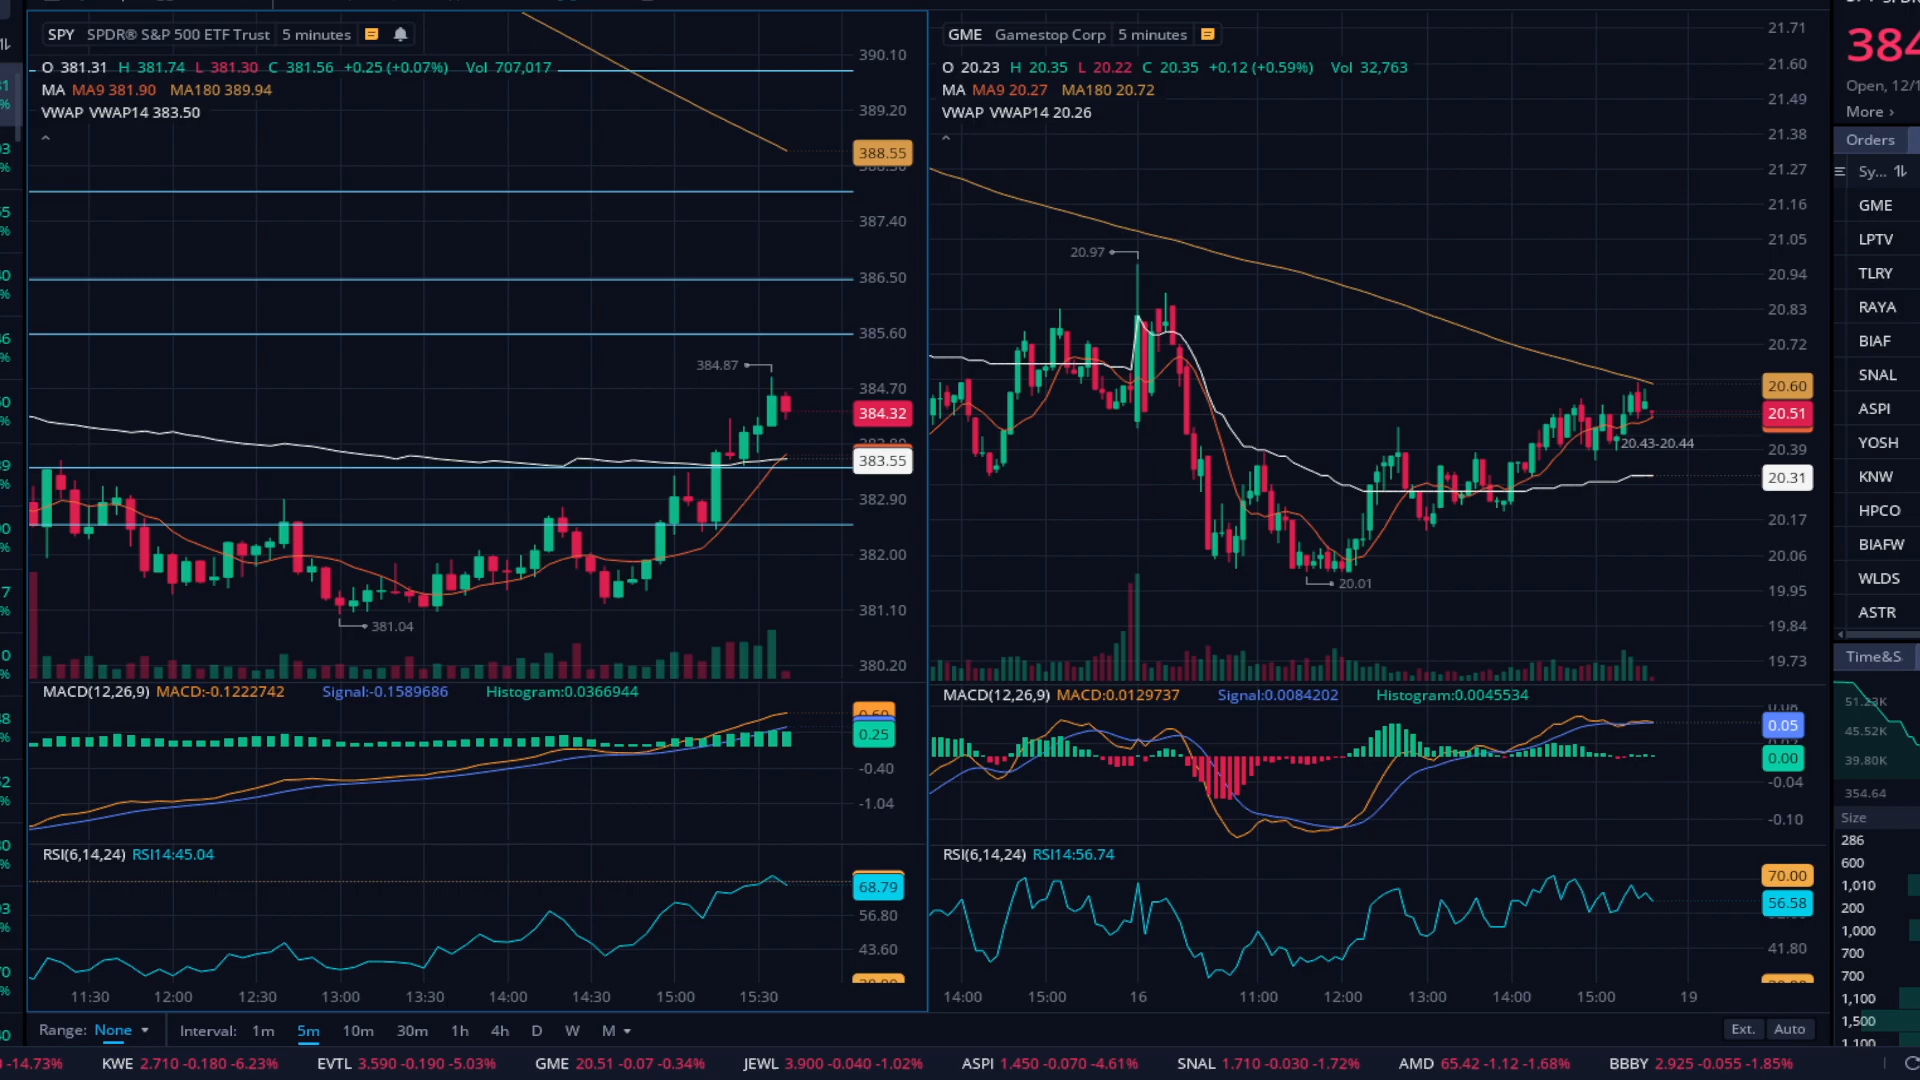 SPY SPDR® S&P 500 ETF Trust 5 minutes
O 381.31 H 381.74 L 381.30 C 381.56 +0.25 (+0.07%) Vol 707,017
MA MA9 381.90 MA180 389.94
VWAP VWAP14 383.50
390.10
389.20
388.55
387.40
386.50
385.60
384.87
384.70
384.32
383.55
382.90
382.00
381.10
381.04
380.20
MACD(12,26,9) MACD:-0.1222742 Signal:-0.1589686 Histogram:0.0366944
0.25
-0.40
-1.04
RSI(6,14,24) RSI14:45.04
68.79
56.80
43.60
11:30 12:00 12:30 13:00 13:30 14:00 14:30 15:00 15:30
GME Gamestop Corp 5 minutes
O 20.23 H 20.35 L 20.22 C 20.35 +0.12 (+0.59%) Vol 32,763
MA MA9 20.27 MA180 20.72
VWAP VWAP14 20.26
21.71
21.60
21.49
21.38
21.27
21.16
21.05
20.97
20.94
20.83
20.72
20.60
20.51
20.43-20.44
20.39
20.31
20.17
20.06
20.01
19.95
19.84
19.73
MACD(12,26,9) MACD:0.0129737 Signal:0.0084202 Histogram:0.0045534
0.05
0.00
-0.04
-0.10
RSI(6,14,24) RSI14:56.74
70.00
56.58
41.80
14:00 15:00 16 11:00 12:00 13:00 14:00 15:00 19
Range: None Interval: 1m 5m 10m 30m 1h 4h D W M
Ext. Auto
-14.73% KWE 2.710 -0.180 -6.23% EVTL 3.590 -0.190 -5.03% GME 20.51 -0.07 -0.34% JEWL 3.900 -0.040 -1.02% ASPI 1.450 -0.070 -4.61% SNAL 1.710 -0.030 -1.72% AMD 65.42 -1.12 -1.68% BBBY 2.925 -0.055 -1.85%
384
Open, 12/1
More
Orders
Sy...
GME
LPTV
TLRY
RAYA
BIAF
SNAL
ASPI
YOSH
KNW
HPCO
BIAFW
WLDS
ASTR
Time&S
51.23K
45.52K
39.80K
354.64
Size
286
600
1,010
200
1,000
700
700
1,100
1,500